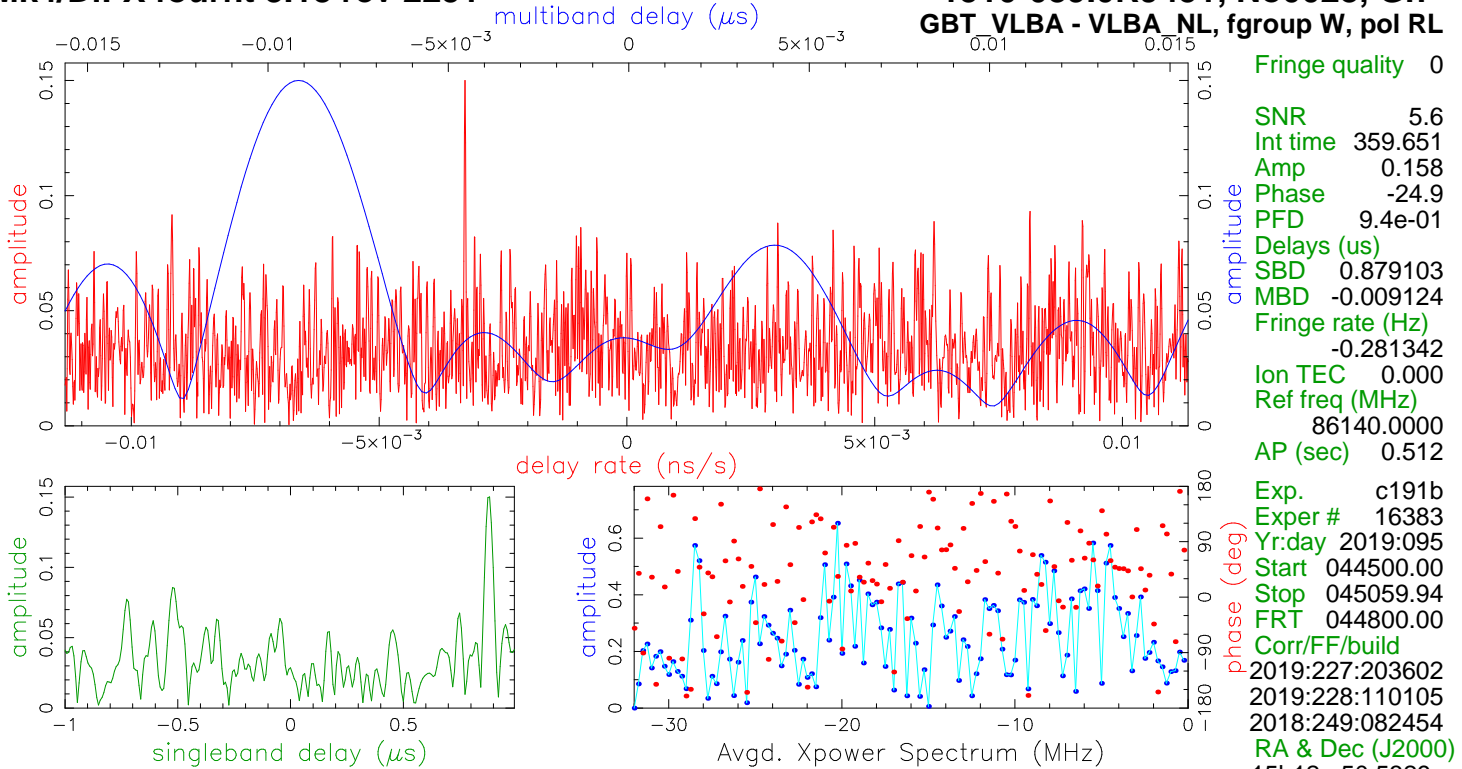 GBT_VLBA - VLBA_NL, fgroup W, pol RL
multiband delay (μs)
−0.015 −0.01 −5×10⁻³ 0 5×10⁻³ 0.01 0.015
amplitude
0 0.05 0.1 0.15
amplitude
0 0.05 0.1 0.15
−0.01 −5×10⁻³ 0 5×10⁻³ 0.01
delay rate (ns/s)
amplitude
0 0.05 0.1 0.15
−1 −0.5 0 0.5
singleband delay (μs)
amplitude
0 0.2 0.4 0.6
phase (deg)
−180 −90 0 90 180
−30 −20 −10 0
Avgd. Xpower Spectrum (MHz)
Fringe quality 0
SNR 5.6
Int time 359.651
Amp 0.158
Phase -24.9
PFD 9.4e-01
Delays (us)
SBD 0.879103
MBD -0.009124
Fringe rate (Hz)
-0.281342
Ion TEC 0.000
Ref freq (MHz)
86140.0000
AP (sec) 0.512
Exp. c191b
Exper # 16383
Yr:day 2019:095
Start 044500.00
Stop 045059.94
FRT 044800.00
Corr/FF/build
2019:227:203602
2019:228:110105
2018:249:082454
RA & Dec (J2000)